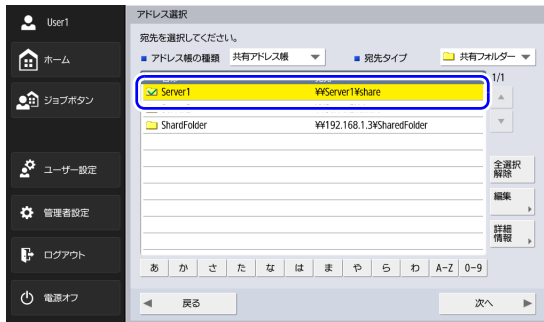 User1
ホーム
ジョブボタン
ユーザー設定
管理者設定
ログアウト
電源オフ
アドレス選択
宛先を選択してください。
アドレス帳の種類 共有アドレス帳 宛先タイプ 共有フォルダー
1/1
Server1 ¥¥Server1¥share
ShardFolder ¥¥192.168.1.3¥SharedFolder
全選択
解除
編集
詳細
情報
あ か さ た な は ま や ら わ A-Z 0-9
戻る 次へ